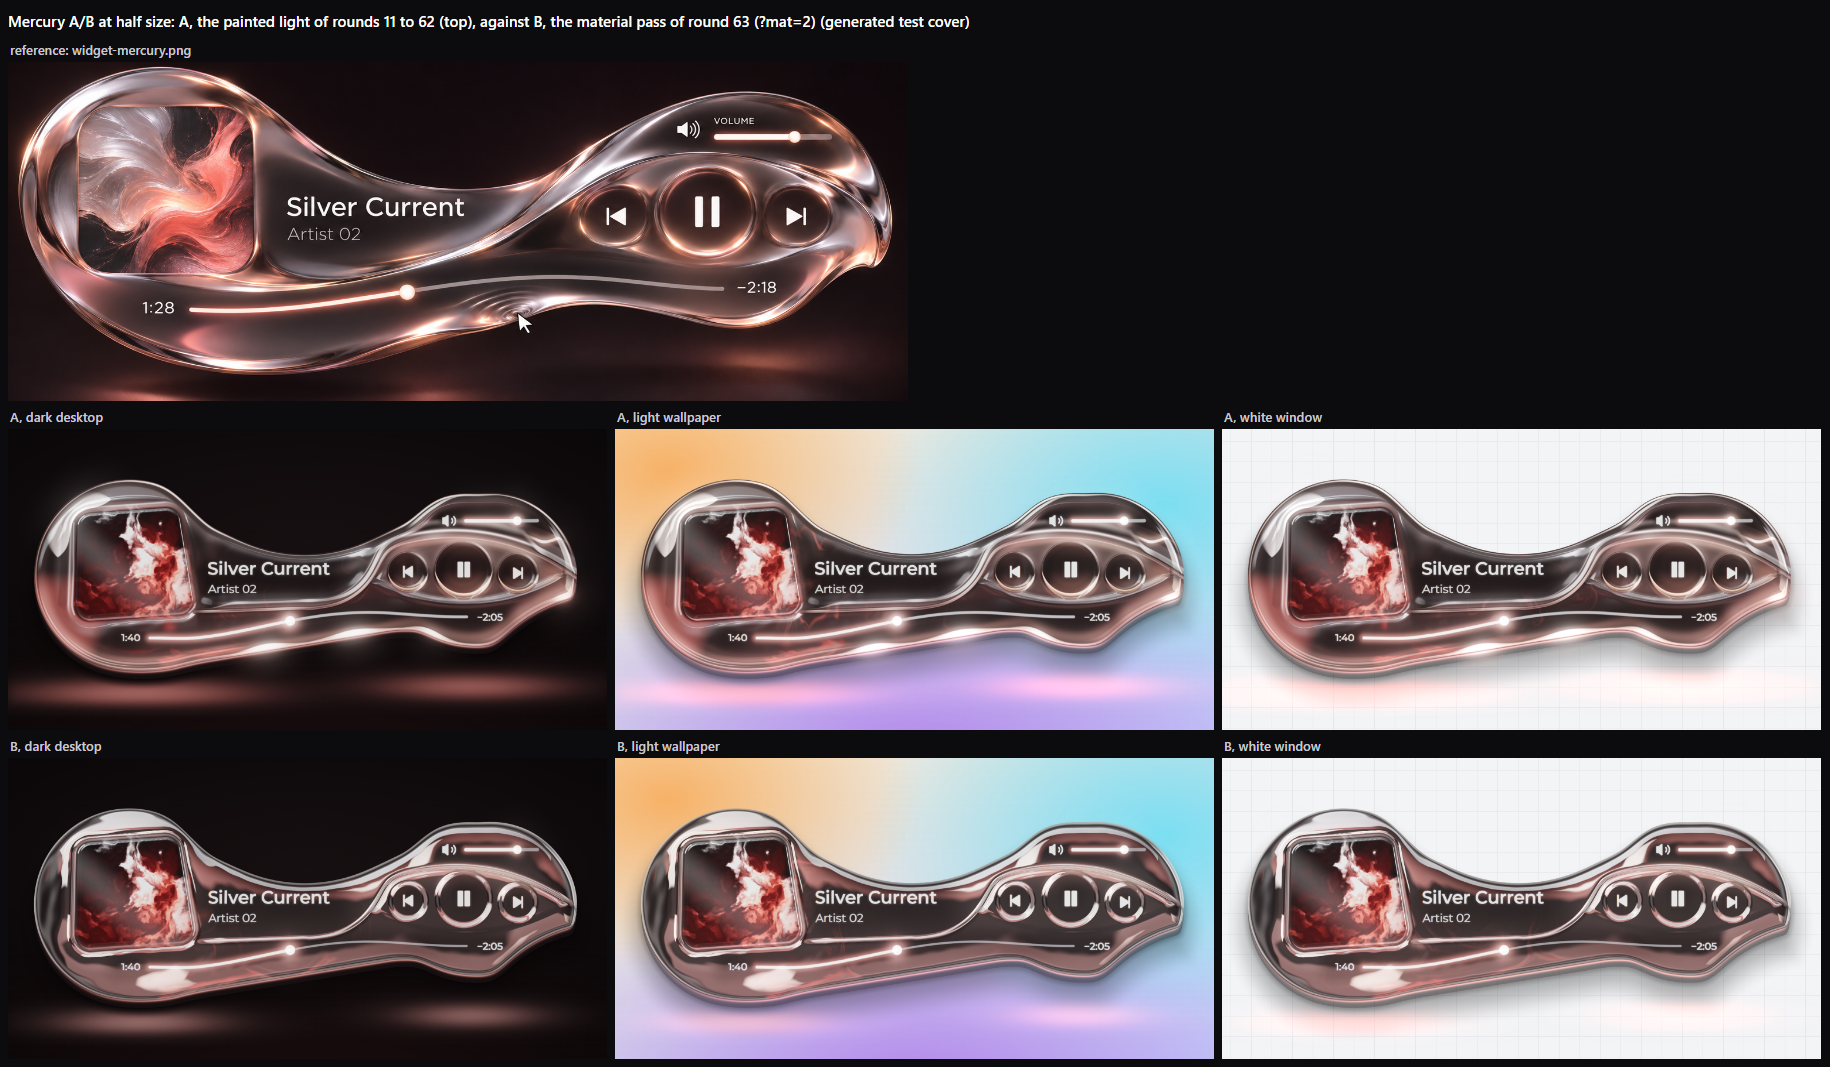 Mercury A/B at half size: A, the painted light of rounds 11 to 62 (top), against B, the material pass of round 63 (?mat=2) (generated test cover)
reference: widget-mercury.png
VOLUME
Silver Current
Artist 02
1:28
−2:18
A, dark desktop
A, light wallpaper
A, white window
Silver Current
Artist 02
1:40
−2:05
Silver Current
Artist 02
1:40
−2:05
Silver Current
Artist 02
1:40
−2:05
B, dark desktop
B, light wallpaper
B, white window
Silver Current
Artist 02
1:40
−2:05
Silver Current
Artist 02
1:40
−2:05
Silver Current
Artist 02
1:40
−2:05